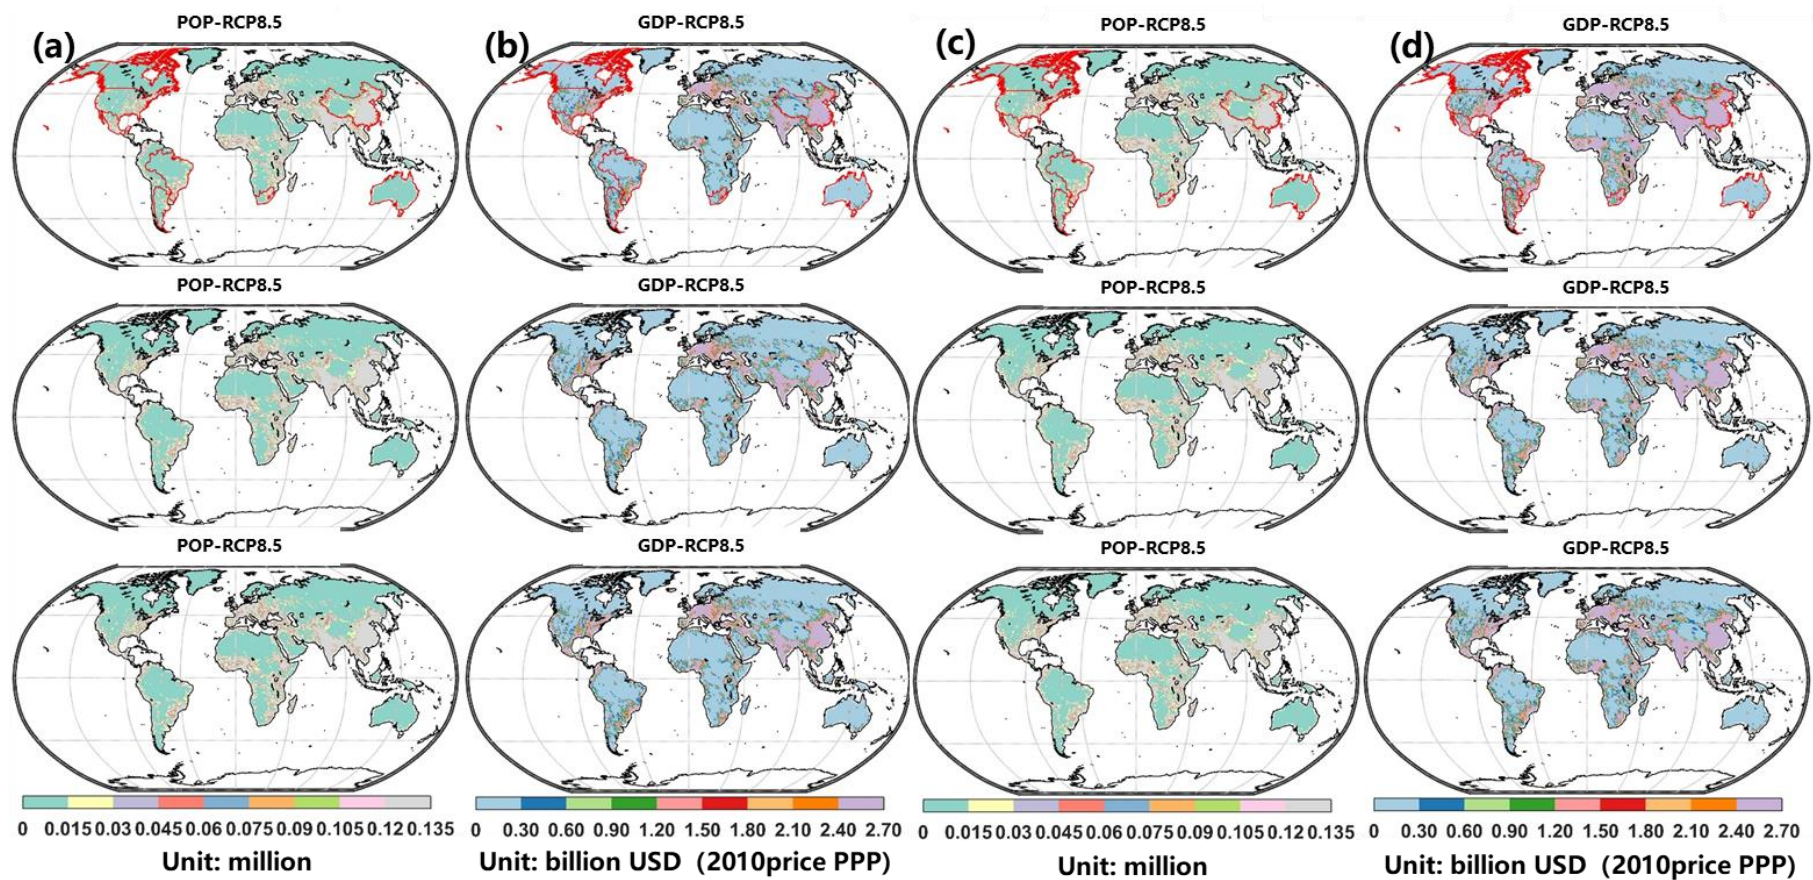 (a) POP-RCP8.5 (b) GDP-RCP8.5 (c) POP-RCP8.5 (d) GDP-RCP8.5
POP-RCP8.5 GDP-RCP8.5 POP-RCP8.5 GDP-RCP8.5
POP-RCP8.5 GDP-RCP8.5 POP-RCP8.5 GDP-RCP8.5
0 0.015 0.03 0.045 0.06 0.075 0.09 0.105 0.12 0.135
Unit: million
0 0.30 0.60 0.90 1.20 1.50 1.80 2.10 2.40 2.70
Unit: billion USD（2010price PPP）
0 0.015 0.03 0.045 0.06 0.075 0.09 0.105 0.12 0.135
Unit: million
0 0.30 0.60 0.90 1.20 1.50 1.80 2.10 2.40 2.70
Unit: billion USD（2010price PPP）